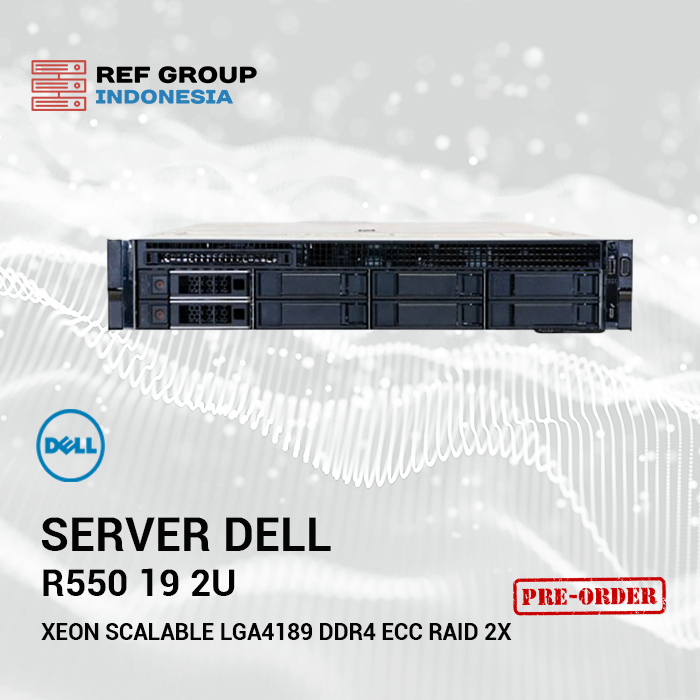 REF GROUP
INDONESIA
DELL
SERVER DELL
R550 19 2U
PRE-ORDER
XEON SCALABLE LGA4189 DDR4 ECC RAID 2X